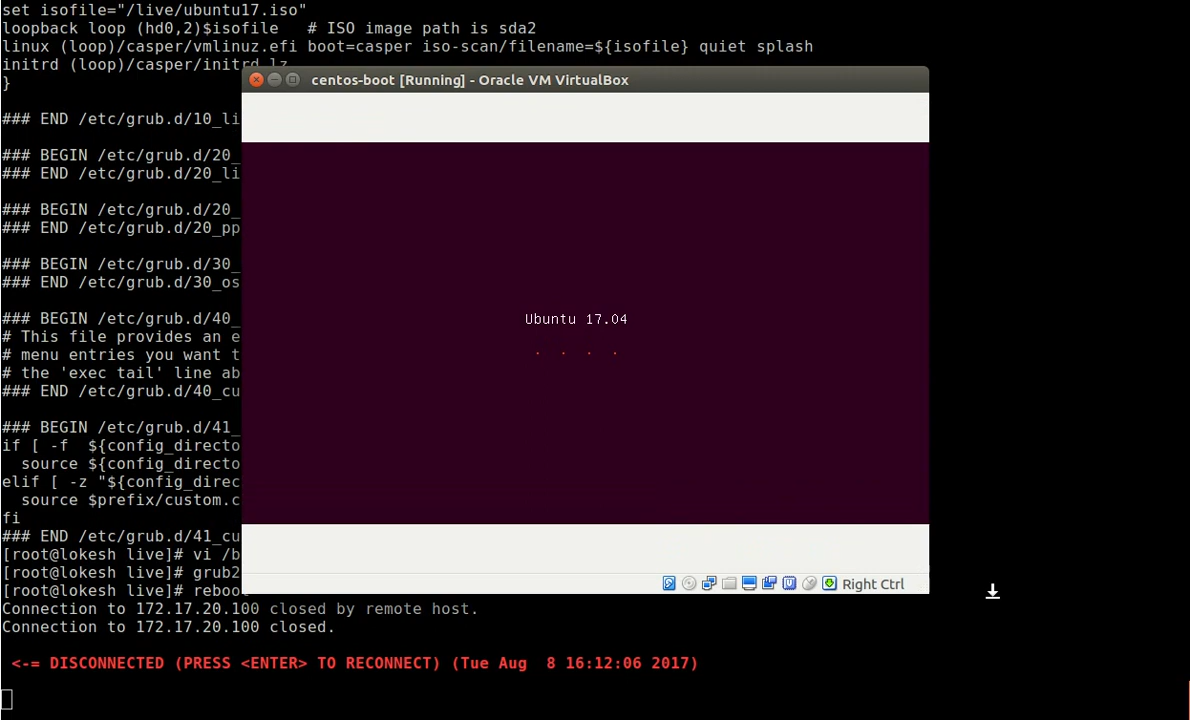 set isofile="/live/ubuntu17.iso"
loopback loop (hd0,2)$isofile   # ISO image path is sda2
linux (loop)/casper/vmlinuz.efi boot=casper iso-scan/filename=${isofile} quiet splash
initrd (loop)/casper/initrd.lz
}
centos-boot [Running] - Oracle VM VirtualBox
### END /etc/grub.d/10_li
### BEGIN /etc/grub.d/20_
### END /etc/grub.d/20_li
### BEGIN /etc/grub.d/20_
### END /etc/grub.d/20_pp
### BEGIN /etc/grub.d/30_
### END /etc/grub.d/30_os
### BEGIN /etc/grub.d/40_
# This file provides an e
# menu entries you want t
# the 'exec tail' line ab
### END /etc/grub.d/40_cu
Ubuntu 17.04
### BEGIN /etc/grub.d/41_
if [ -f  ${config_directo
  source ${config_directo
elif [ -z "${config_direc
  source $prefix/custom.c
fi
### END /etc/grub.d/41_cu
[root@lokesh live]# vi /b
[root@lokesh live]# grub2
[root@lokesh live]# reboot
Right Ctrl
Connection to 172.17.20.100 closed by remote host.
Connection to 172.17.20.100 closed.
<-= DISCONNECTED (PRESS <ENTER> TO RECONNECT) (Tue Aug  8 16:12:06 2017)